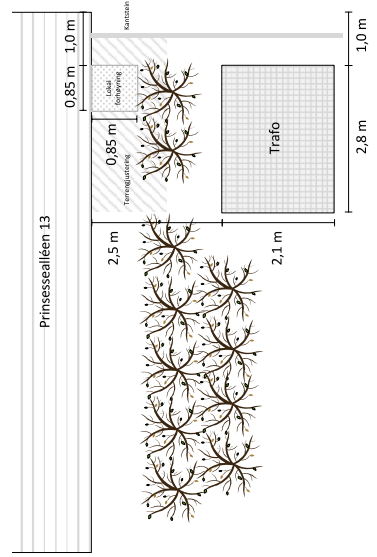 Kantstein
1,0 m
1,0 m
0,85 m
Lokal
forhøyning
0,85 m
Terrengjustering
Trafo
2,8 m
Prinsessealléen 13
2,5 m
2,1 m